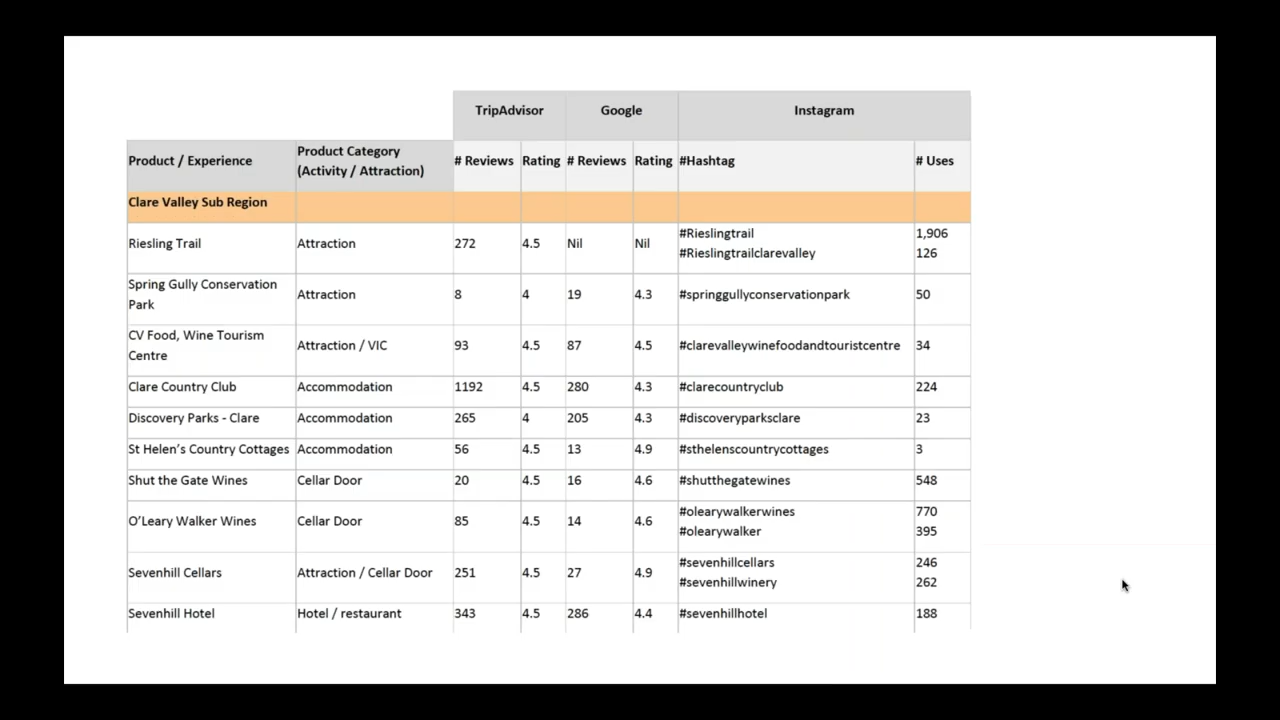 TripAdvisor Google Instagram
Product / Experience Product Category (Activity / Attraction) # Reviews Rating # Reviews Rating #Hashtag # Uses
Clare Valley Sub Region
Riesling Trail Attraction 272 4.5 Nil Nil #Rieslingtrail 1,906
#Rieslingtrailclarevalley 126
Spring Gully Conservation Park Attraction 8 4 19 4.3 #springgullyconservationpark 50
CV Food, Wine Tourism Centre Attraction / VIC 93 4.5 87 4.5 #clarevalleywinefoodandtouristcentre 34
Clare Country Club Accommodation 1192 4.5 280 4.3 #clarecountryclub 224
Discovery Parks - Clare Accommodation 265 4 205 4.3 #discoveryparksclare 23
St Helen’s Country Cottages Accommodation 56 4.5 13 4.9 #sthelenscountrycottages 3
Shut the Gate Wines Cellar Door 20 4.5 16 4.6 #shutthegatewines 548
O’Leary Walker Wines Cellar Door 85 4.5 14 4.6 #olearywalkerwines 770
#olearywalker 395
Sevenhill Cellars Attraction / Cellar Door 251 4.5 27 4.9 #sevenhillcellars 246
#sevenhillwinery 262
Sevenhill Hotel Hotel / restaurant 343 4.5 286 4.4 #sevenhillhotel 188